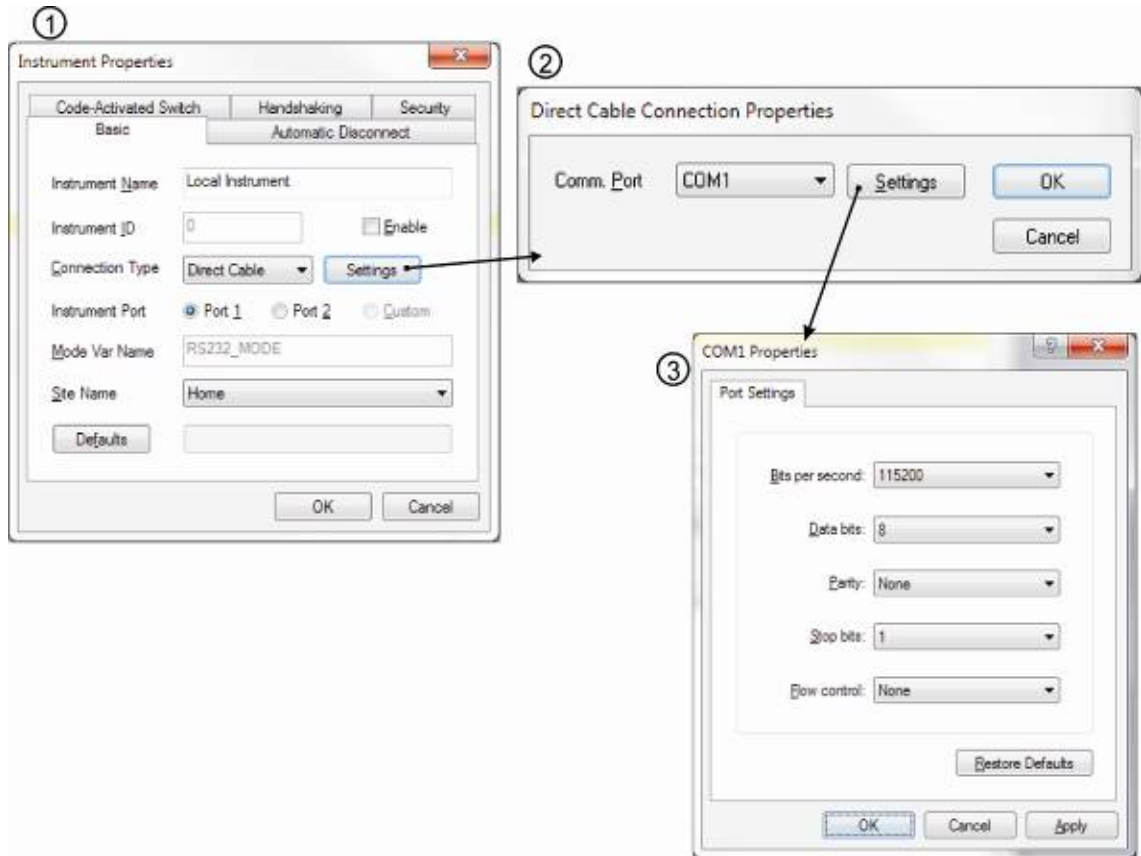 1
Instrument Properties
Code-Activated Switch Handshaking Security
Basic Automatic Disconnect
Instrument Name Local Instrument
Instrument ID 0 Enable
Connection Type Direct Cable Settings
Instrument Port Port 1 Port 2 Custom
Mode Var Name RS232_MODE
Site Name Home
Defaults
OK Cancel
2
Direct Cable Connection Properties
Comm. Port COM1 Settings OK
Cancel
3
COM1 Properties
Port Settings
Bits per second: 115200
Data bits: 8
Parity: None
Stop bits: 1
Flow control: None
Restore Defaults
OK Cancel Apply